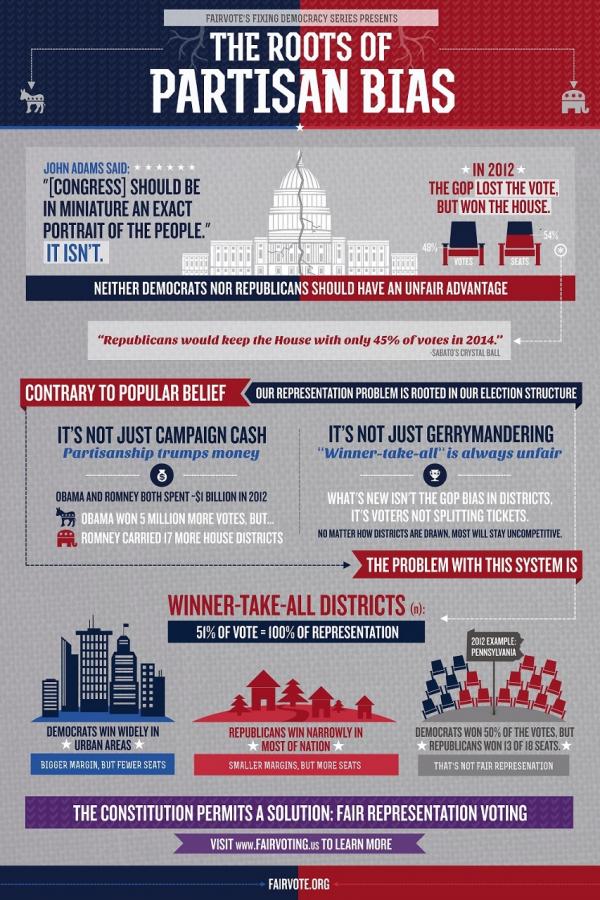 FAIRVOTE'S FIXING DEMOCRACY SERIES PRESENTS
THE ROOTS OF
PARTISAN BIAS
JOHN ADAMS SAID:
"[CONGRESS] SHOULD BE
IN MINIATURE AN EXACT
PORTRAIT OF THE PEOPLE."
IT ISN'T.
IN 2012
THE GOP LOST THE VOTE,
BUT WON THE HOUSE.
48%
VOTES
54%
SEATS
NEITHER DEMOCRATS NOR REPUBLICANS SHOULD HAVE AN UNFAIR ADVANTAGE
"Republicans would keep the House with only 45% of votes in 2014."
-SABATO'S CRYSTAL BALL
CONTRARY TO POPULAR BELIEF
OUR REPRESENTATION PROBLEM IS ROOTED IN OUR ELECTION STRUCTURE
IT'S NOT JUST CAMPAIGN CASH
Partisanship trumps money
OBAMA AND ROMNEY BOTH SPENT ~$1 BILLION IN 2012
OBAMA WON 5 MILLION MORE VOTES, BUT...
ROMNEY CARRIED 17 MORE HOUSE DISTRICTS
IT'S NOT JUST GERRYMANDERING
"Winner-take-all" is always unfair
WHAT'S NEW ISN'T THE GOP BIAS IN DISTRICTS,
IT'S VOTERS NOT SPLITTING TICKETS.
NO MATTER HOW DISTRICTS ARE DRAWN, MOST WILL STAY UNCOMPETITIVE.
THE PROBLEM WITH THIS SYSTEM IS
WINNER-TAKE-ALL DISTRICTS (n):
51% OF VOTE = 100% OF REPRESENTATION
DEMOCRATS WIN WIDELY IN
URBAN AREAS
BIGGER MARGIN, BUT FEWER SEATS
REPUBLICANS WIN NARROWLY IN
MOST OF NATION
SMALLER MARGINS, BUT MORE SEATS
2012 EXAMPLE:
PENNSYLVANIA
DEMOCRATS WON 50% OF THE VOTES, BUT
REPUBLICANS WON 13 OF 18 SEATS.
THAT'S NOT FAIR REPRESENATION
THE CONSTITUTION PERMITS A SOLUTION: FAIR REPRESENTATION VOTING
VISIT www.FAIRVOTING.us TO LEARN MORE
FAIRVOTE.ORG